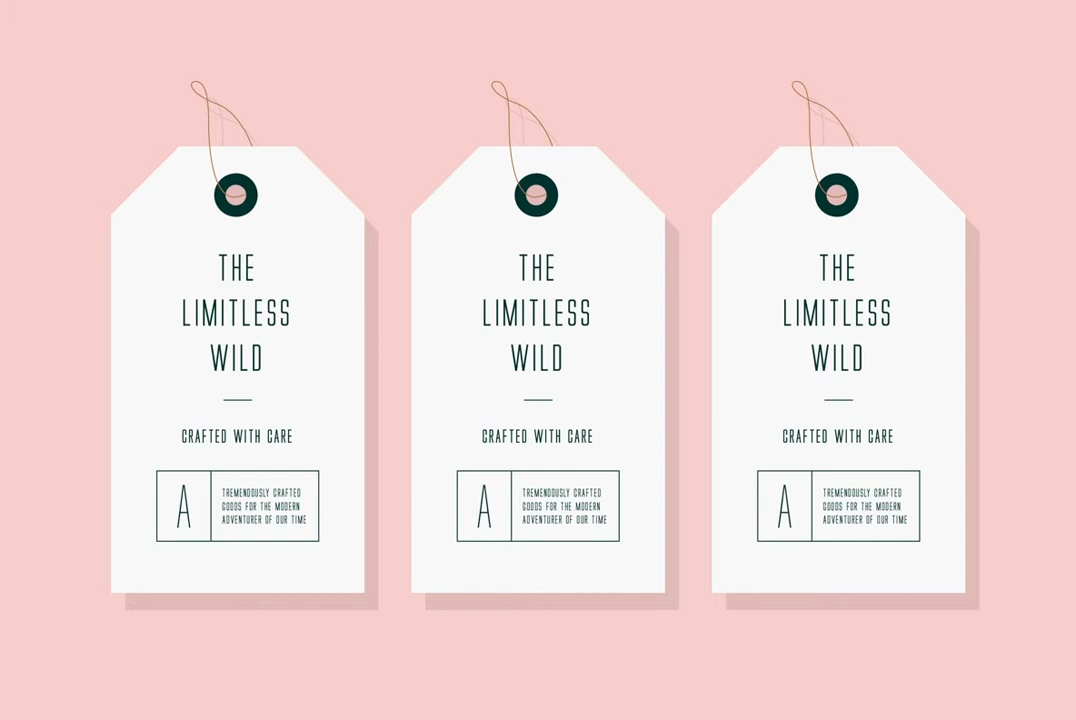 THE
LIMITLESS
WILD
CRAFTED WITH CARE
A
TREMENDOUSLY CRAFTED
GOODS FOR THE MODERN
ADVENTURER OF OUR TIME
THE
LIMITLESS
WILD
CRAFTED WITH CARE
A
TREMENDOUSLY CRAFTED
GOODS FOR THE MODERN
ADVENTURER OF OUR TIME
THE
LIMITLESS
WILD
CRAFTED WITH CARE
A
TREMENDOUSLY CRAFTED
GOODS FOR THE MODERN
ADVENTURER OF OUR TIME